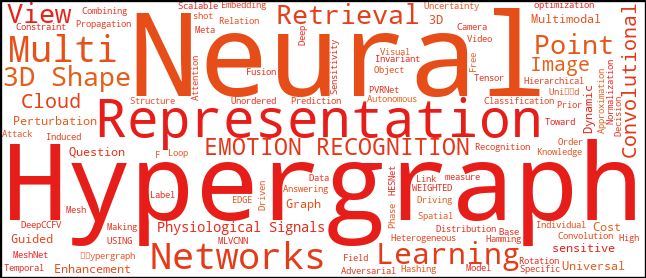 View
Combining
Scalable
Embedding
Retrieval
Uncertainty
optimization
Constraint
Propagation
shot
Relation
3D
Multimodal
Meta
Deep
Camera
Convolutional
Multi
Neural
Video
Point
Visual
Invariant
Free
Sensitivity
Attention
Fusion
Object
Tensor
Image
3D Shape
Hierarchical
PVRNet
Autonomous
Cloud
Structure
Unordered
Prediction
Classification
Prior
Dynamic
Approximation
Normalization
Decision
Perturbation
Representation
Toward
Attack
Induced
Order
Question
F
Loop
EMOTION RECOGNITION
Recognition
Knowledge
Hypergraph
Label
Data
Answering
Link
measure
HESNet
WEIGHTED
Driven
EDGE
Graph
Driving
Mesh
Phase
Spatial
DeepCCFV
Making
Physiological Signals
Distribution
Base
Individual
Cost
Guided
USING
MLVCNN
Heterogeneous
Hamming
Convolution
High
MeshNet
Networks
Field
Learning
sensitive
Rotation
Temporal
Enhancement
Adversarial
Hashing
Model
Specific
Universal